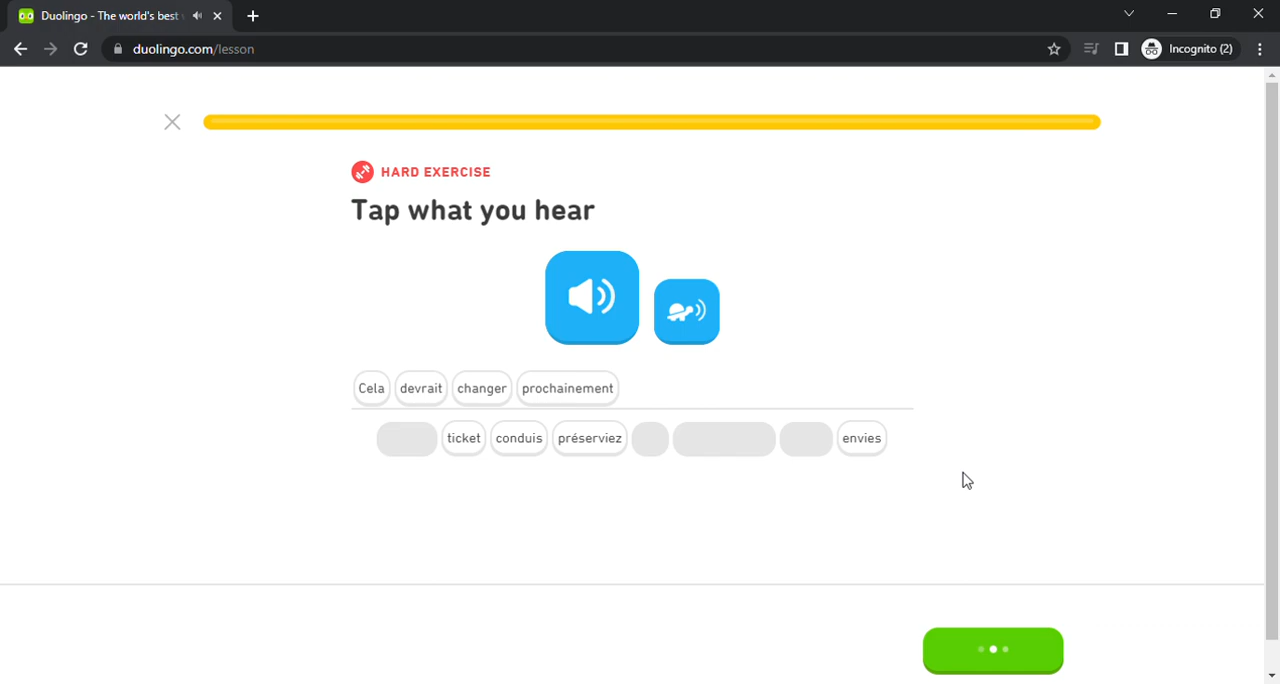 Duolingo - The world's best
duolingo.com/lesson
Incognito (2)
HARD EXERCISE
Tap what you hear
Cela devrait changer prochainement
ticket conduis préserviez envies